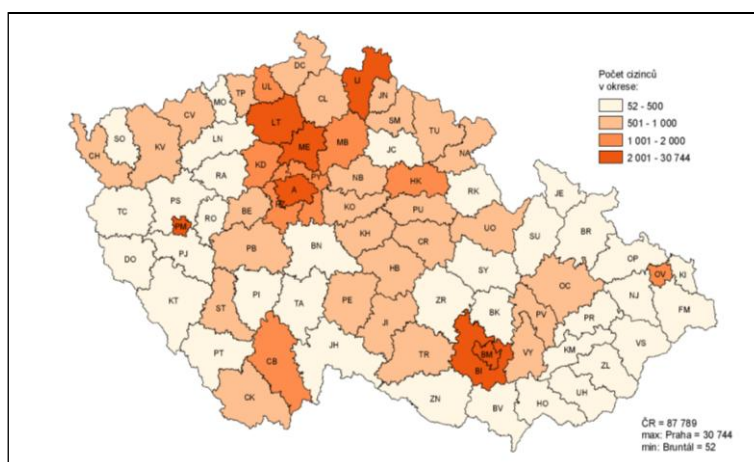 Počet cizinců
v okrese:
52 - 500
501 - 1 000
1 001 - 2 000
2 001 - 30 744
DC
LI
UL
TP
MO
CL
JN
CV
LT
SM
TU
SO
LN
ME
MB
JC
NA
CH
KV
KD
RA
PY
NB
HK
RK
A
JE
PS
BE
KO
PU
TC
RO
UO
SU
BR
PM
KH
CR
PB
BN
OP
PJ
OV
KI
DO
HB
SY
OC
NJ
KT
ST
PI
TA
PE
ZR
BK
PV
PR
FM
JI
CB
VS
PT
JH
TR
BM
BI
VY
KM
ZL
CK
ZN
BV
HO
UH
ČR = 87 789
max: Praha = 30 744
min: Bruntál = 52